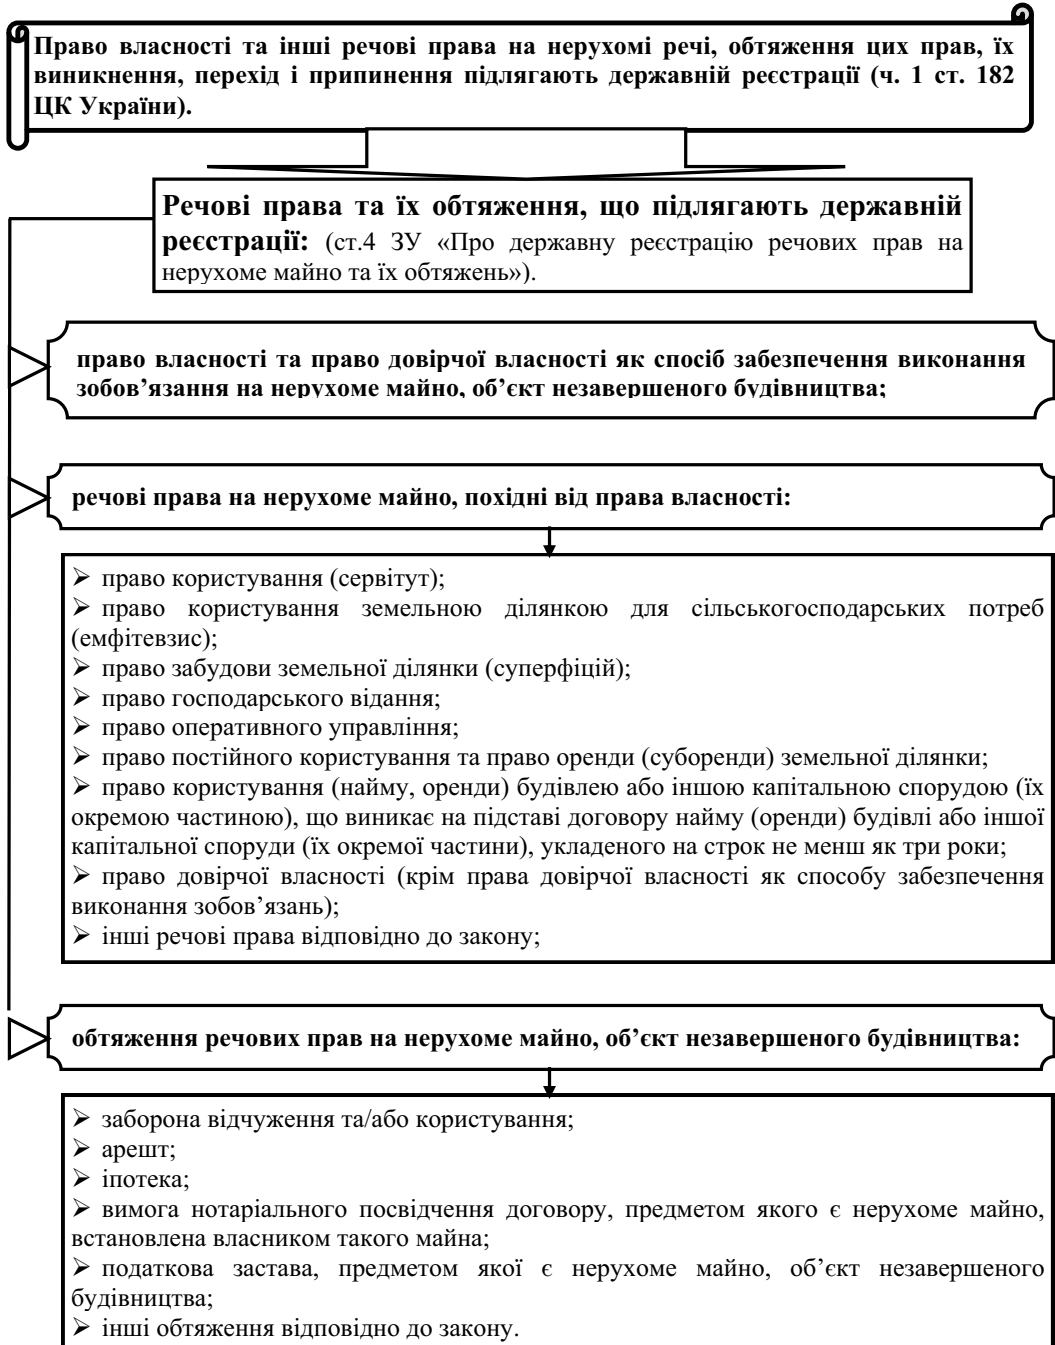 Право власності та інші речові права на нерухомі речі, обтяження цих прав, їх
виникнення, перехід і припинення підлягають державній реєстрації (ч. 1 ст. 182
ЦК України).
Речові права та їх обтяження, що підлягають державній
реєстрації: (ст.4 ЗУ «Про державну реєстрацію речових прав на
нерухоме майно та їх обтяжень»).
право власності та право довірчої власності як спосіб забезпечення виконання
зобов’язання на нерухоме майно, об’єкт незавершеного будівництва;
речові права на нерухоме майно, похідні від права власності:
➢ право користування (сервітут);
➢ право користування земельною ділянкою для сільськогосподарських потреб
(емфітевзис);
➢ право забудови земельної ділянки (суперфіцій);
➢ право господарського відання;
➢ право оперативного управління;
➢ право постійного користування та право оренди (суборенди) земельної ділянки;
➢ право користування (найму, оренди) будівлею або іншою капітальною спорудою (їх
окремою частиною), що виникає на підставі договору найму (оренди) будівлі або іншої
капітальної споруди (їх окремої частини), укладеного на строк не менш як три роки;
➢ право довірчої власності (крім права довірчої власності як способу забезпечення
виконання зобов’язань);
➢ інші речові права відповідно до закону;
обтяження речових прав на нерухоме майно, об’єкт незавершеного будівництва:
➢ заборона відчуження та/або користування;
➢ арешт;
➢ іпотека;
➢ вимога нотаріального посвідчення договору, предметом якого є нерухоме майно,
встановлена власником такого майна;
➢ податкова застава, предметом якої є нерухоме майно, об’єкт незавершеного
будівництва;
➢ інші обтяження відповідно до закону.